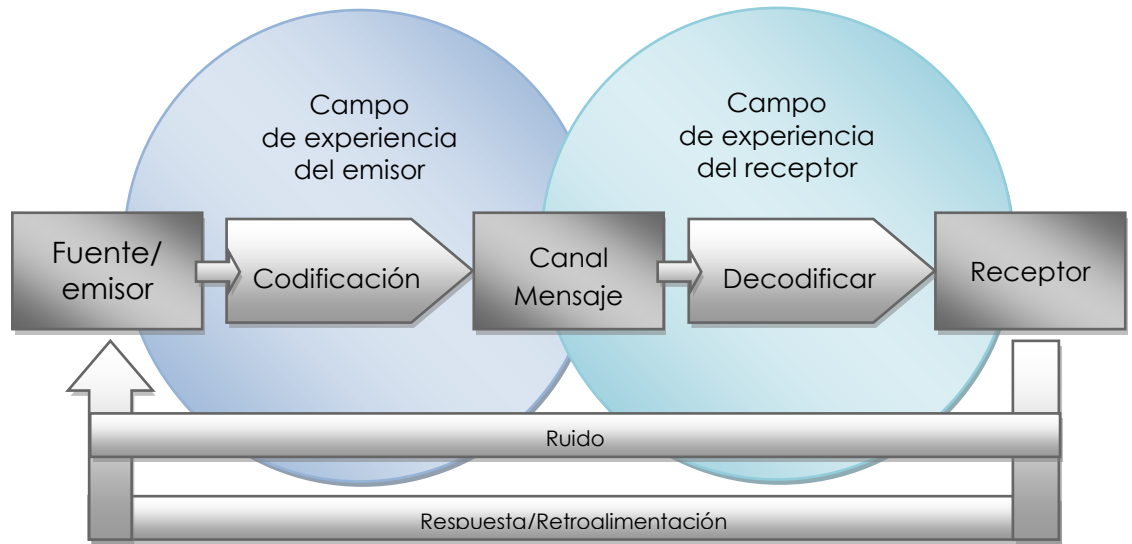 Campo
de experiencia
del emisor
Campo
de experiencia
del receptor
Fuente/
emisor
Codificación
Canal
Mensaje
Decodificar
Receptor
Ruido
Respuesta/Retroalimentación